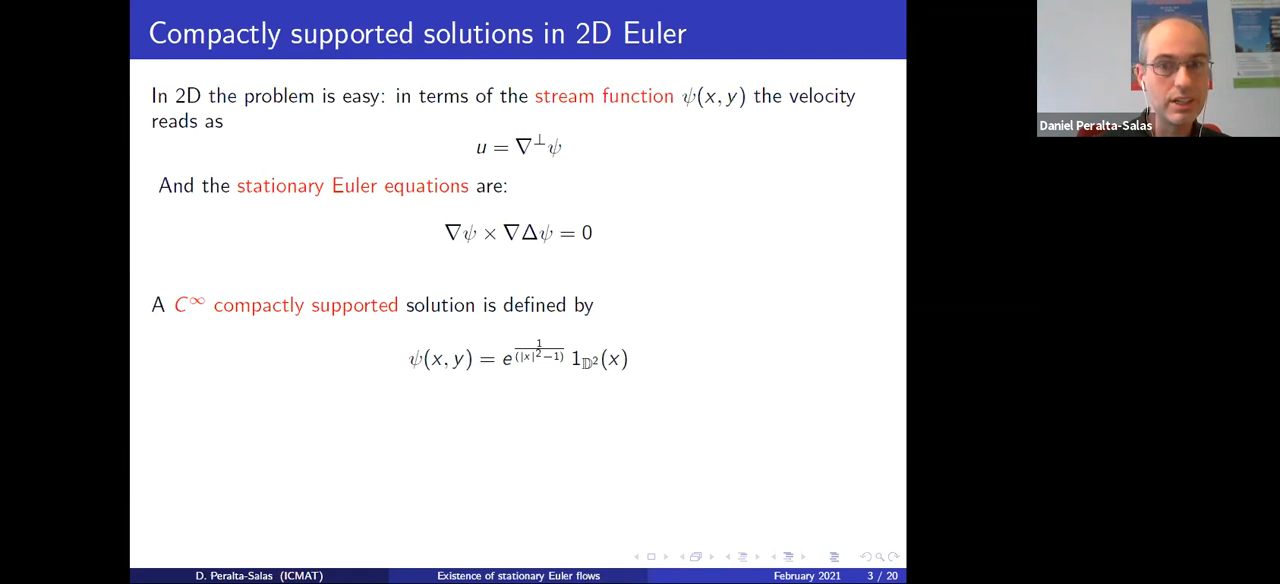 Compactly supported solutions in 2D Euler
In 2D the problem is easy: in terms of the stream function ψ(x, y) the velocity
reads as
u = ∇⊥ψ
And the stationary Euler equations are:
∇ψ × ∇Δψ = 0
A C∞ compactly supported solution is defined by
ψ(x, y) = e^{1/(|x|²−1)} 1_{𝔻²}(x)
D. Peralta-Salas (ICMAT) Existence of stationary Euler flows February 2021 3 / 20
Daniel Peralta-Salas